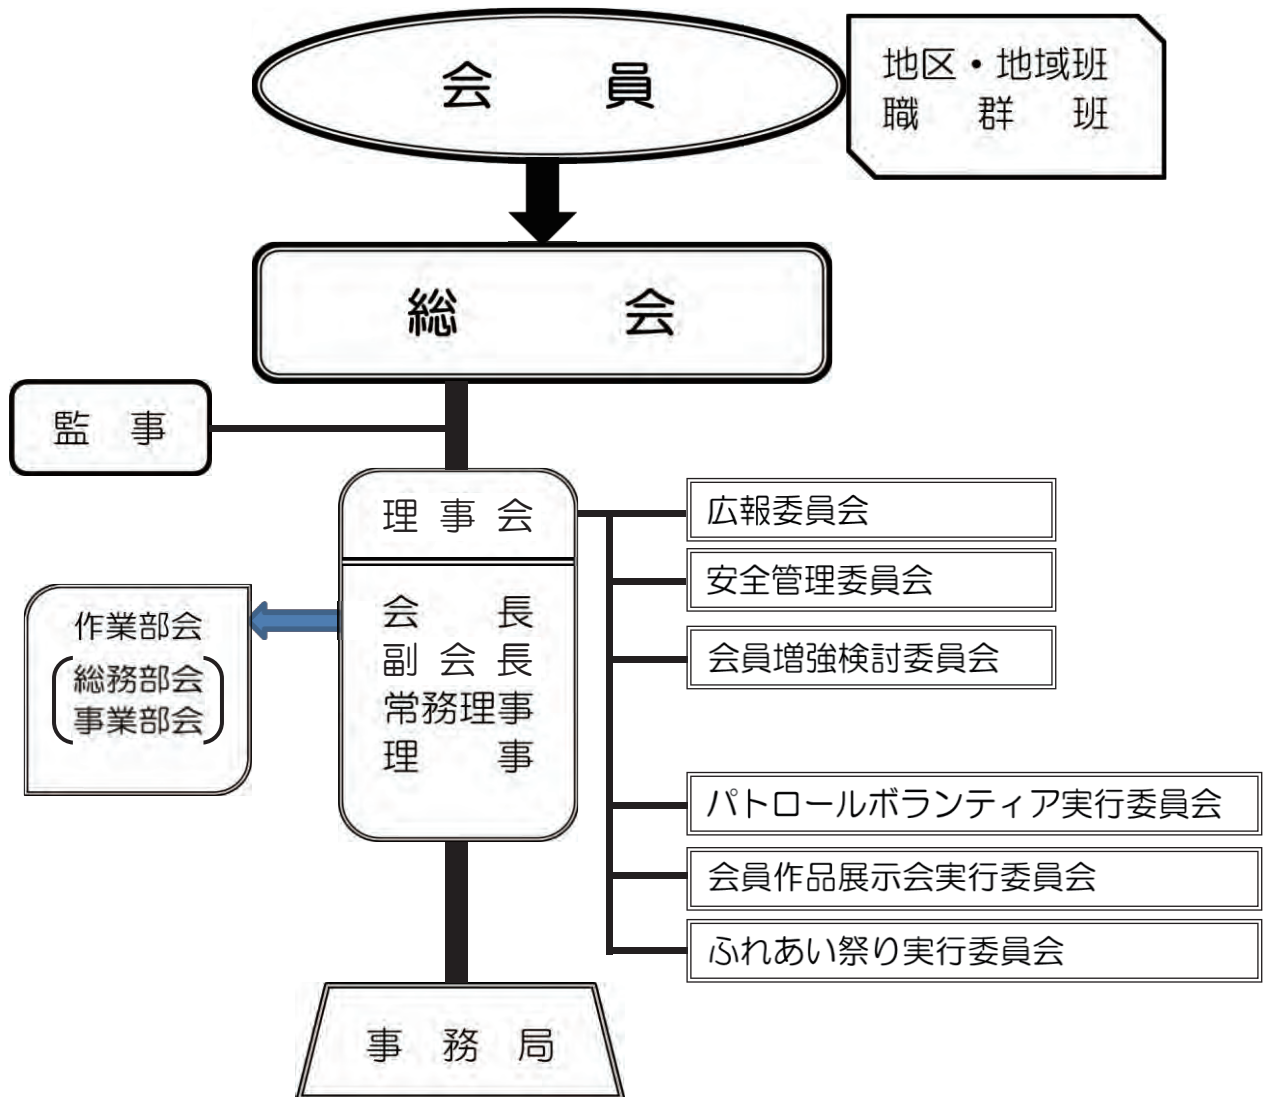 会員
地区・地域班
職群班
総会
監事
理事会
会長
副会長
常務理事
理事
作業部会
総務部会
事業部会
広報委員会
安全管理委員会
会員増強検討委員会
パトロールボランティア実行委員会
会員作品展示会実行委員会
ふれあい祭り実行委員会
事務局